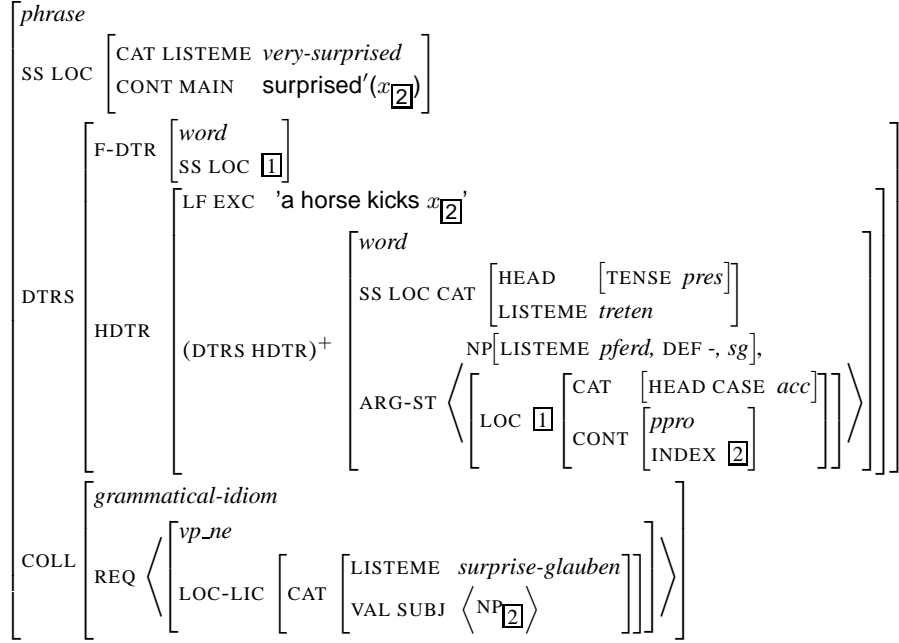 phrase
SS LOC
CAT LISTEME very-surprised
CONT MAIN surprised′(x2)
DTRS
F-DTR
word
SS LOC 1
HDTR
LF EXC 'a horse kicks x2'
(DTRS HDTR)+
word
SS LOC CAT
HEAD [TENSE pres]
LISTEME treten
ARG-ST
NP[LISTEME pferd, DEF -, sg],
LOC 1
CAT [HEAD CASE acc]
CONT
ppro
INDEX 2
COLL
grammatical-idiom
REQ
vp_ne
LOC-LIC
CAT
LISTEME surprise-glauben
VAL SUBJ ⟨NP2⟩